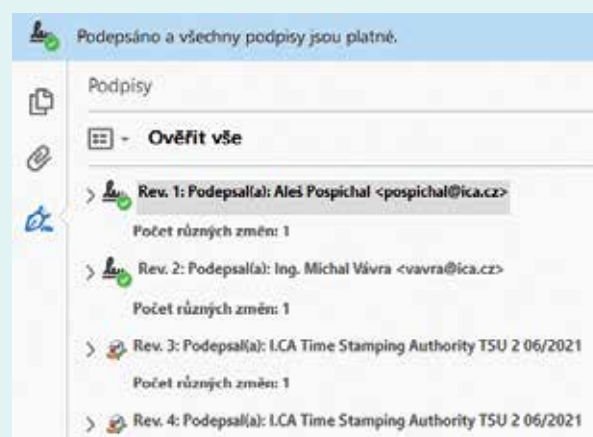 Podepsáno a všechny podpisy jsou platné.
Podpisy
Ověřit vše
Rev. 1: Podepsal(a): Aleš Pospíchal <pospichal@ica.cz>
Počet různých změn: 1
Rev. 2: Podepsal(a): Ing. Michal Vávra <vavra@ica.cz>
Počet různých změn: 1
Rev. 3: Podepsal(a): I.CA Time Stamping Authority TSU 2 06/2021
Počet různých změn: 1
Rev. 4: Podepsal(a): I.CA Time Stamping Authority TSU 2 06/2021